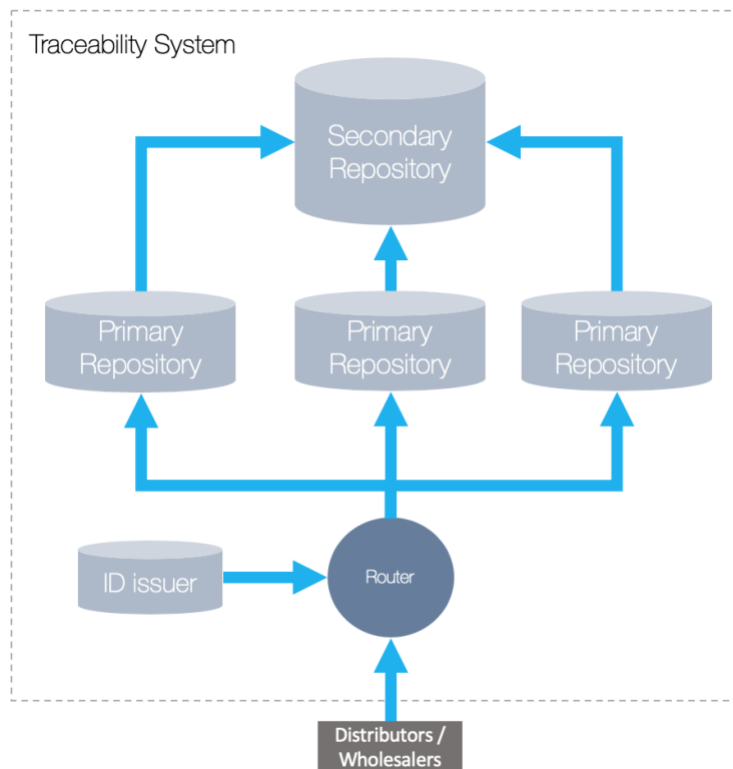 Traceability System
Secondary
Repository
Primary
Repository
Primary
Repository
Primary
Repository
ID issuer
Router
Distributors /
Wholesalers